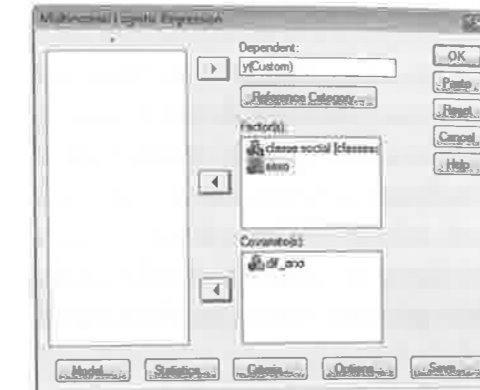 Multinomial Logistic Regression
Dependent:
y(Custom)
Reference Category...
Factor(s):
classe social [classes
sexo
Covariate(s):
dif_ano
OK
Paste
Reset
Cancel
Help
Model...
Statistics...
Criteria...
Options...
Save...